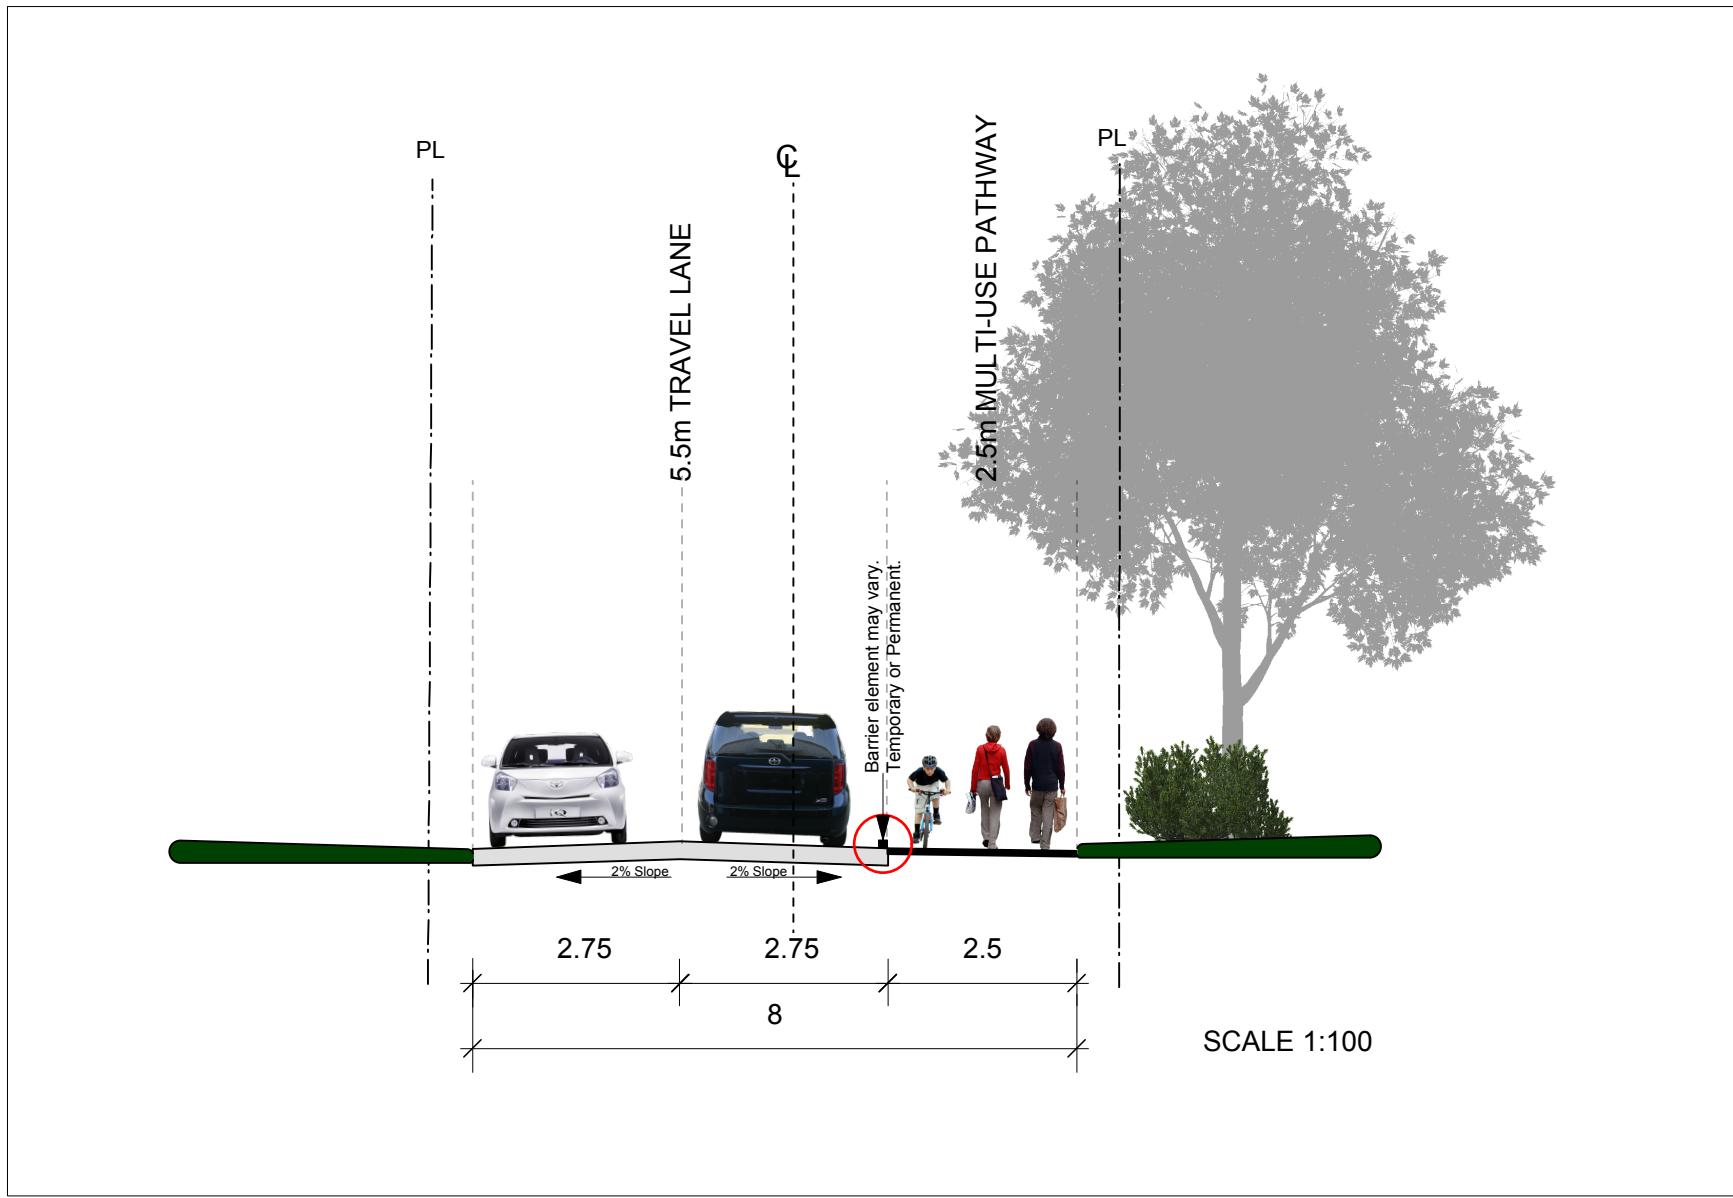 PL
℄
PL
5.5m TRAVEL LANE
2.5m MULTI-USE PATHWAY
Barrier element may vary.
Temporary or Permanent.
2% Slope
2% Slope
2.75
2.75
2.5
8
SCALE 1:100